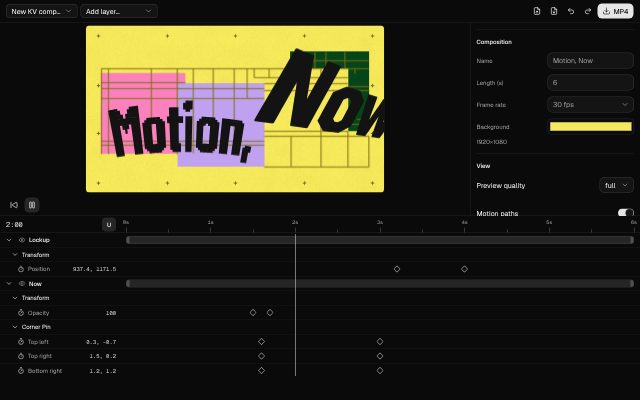 New KV comp...
Add layer...
MP4
Motion, Now
Composition
Name
Motion, Now
Length (s)
6
Frame rate
30 fps
Background
1920×1080
View
Preview quality
full
Motion paths
2:00
U
0s
1s
2s
3s
4s
5s
6s
Lockup
Transform
Position
937.4, 1171.5
Now
Transform
Opacity
100
Corner Pin
Top left
0.3, -0.7
Top right
1.5, 0.2
Bottom right
1.2, 1.2